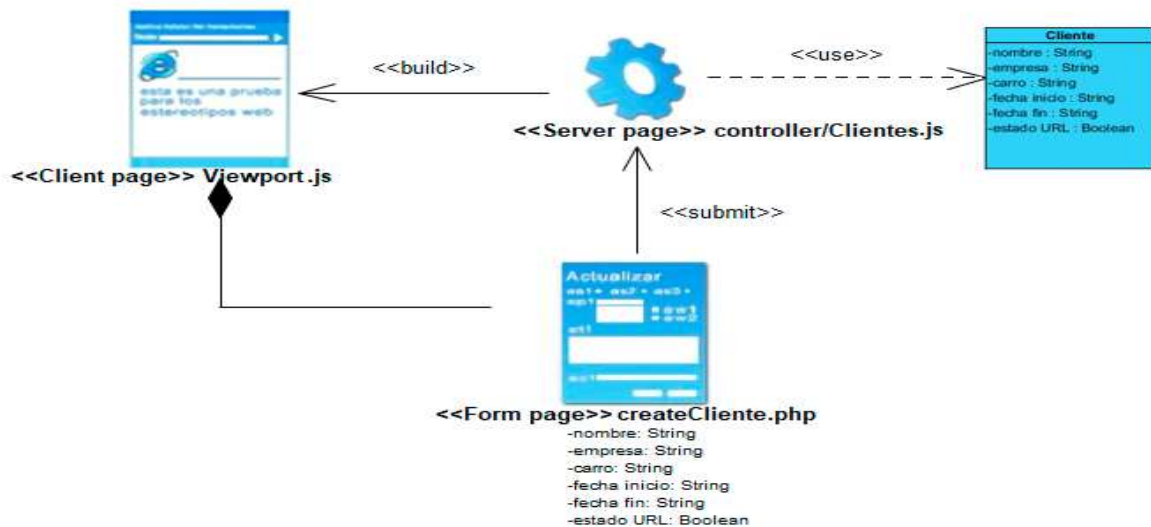 <<build>>
<<use>>
Cliente
-nombre : String
-empresa : String
-carro : String
-fecha inicio : String
-fecha fin : String
-estado URL : Boolean
esta es una prueba
para los
estereotipos web
<<Server page>> controller/Clientes.js
<<Client page>> Viewport.js
<<submit>>
Actualizar
<<Form page>> createCliente.php
-nombre: String
-empresa: String
-carro: String
-fecha inicio: String
-fecha fin: String
-estado URL: Boolean